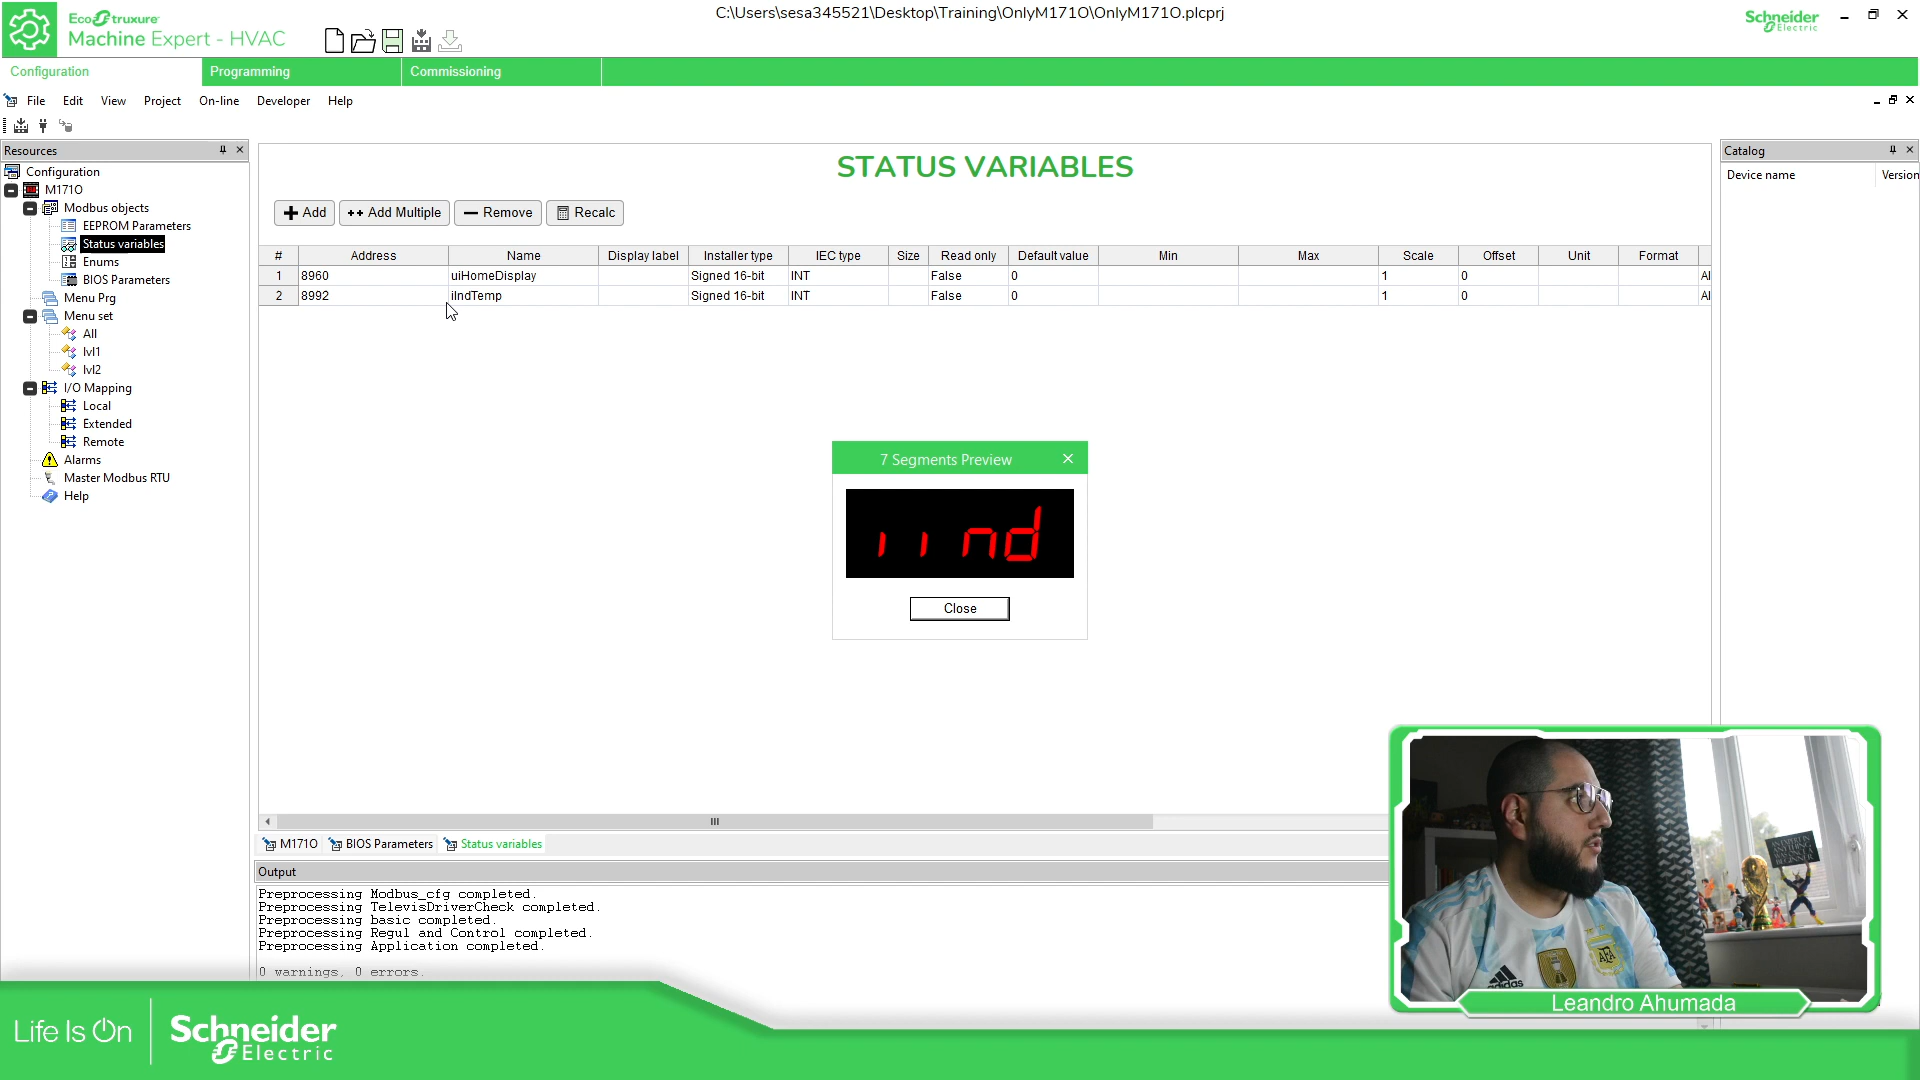 EcoStruxure
Machine Expert - HVAC
C:\Users\sesa345521\Desktop\Training\OnlyM171O\OnlyM171O.plcprj
Schneider
Electric
Configuration
Programming
Commissioning
File Edit View Project On-line Developer Help
Resources
Configuration
M171O
Modbus objects
EEPROM Parameters
Status variables
Enums
BIOS Parameters
Menu Prg
Menu set
All
lvl1
lvl2
I/O Mapping
Local
Extended
Remote
Alarms
Master Modbus RTU
Help
STATUS VARIABLES
Add
Add Multiple
Remove
Recalc
# Address Name Display label Installer type IEC type Size Read only Default value Min Max Scale Offset Unit Format
1 8960 uiHomeDisplay Signed 16-bit INT False 0 1 0 Al
2 8992 iIndTemp Signed 16-bit INT False 0 1 0 Al
Catalog
Device name Version
7 Segments Preview
iind
Close
M171O BIOS Parameters Status variables
Output
Preprocessing Modbus_cfg completed.
Preprocessing TelevisDriverCheck completed.
Preprocessing basic completed.
Preprocessing Regul and Control completed.
Preprocessing Application completed.
0 warnings, 0 errors.
adidas
AFA
Leandro Ahumada
Life Is On
Schneider
Electric